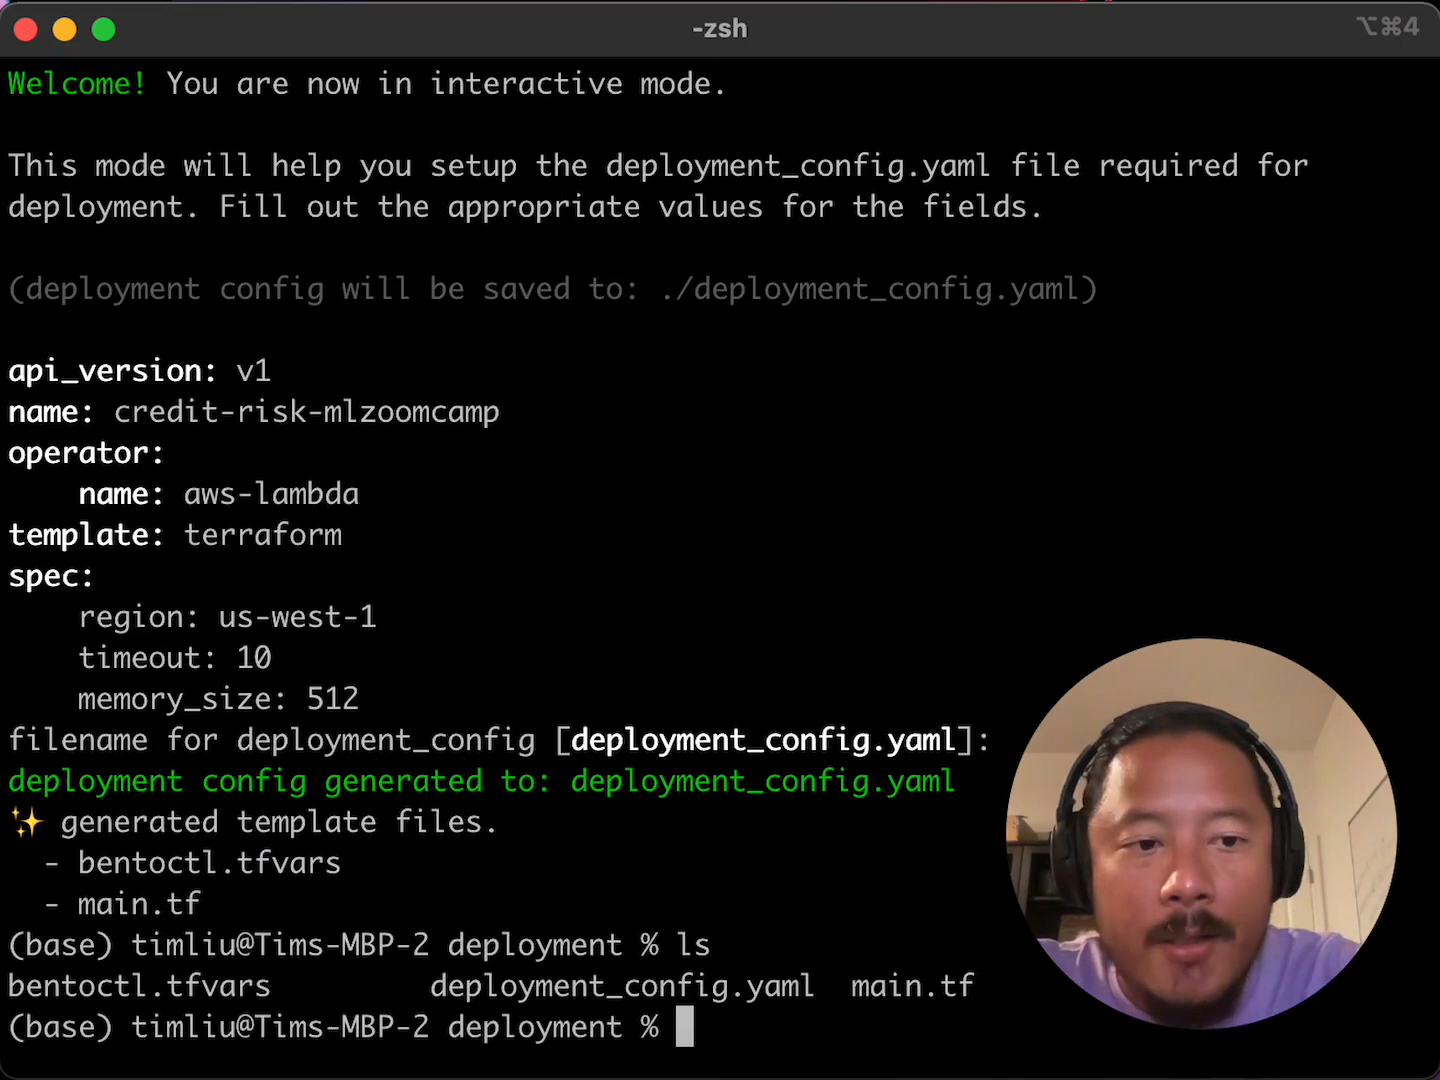 -zsh
⌥⌘4
Welcome! You are now in interactive mode.
This mode will help you setup the deployment_config.yaml file required for
deployment. Fill out the appropriate values for the fields.
(deployment config will be saved to: ./deployment_config.yaml)
api_version: v1
name: credit-risk-mlzoomcamp
operator:
    name: aws-lambda
template: terraform
spec:
    region: us-west-1
    timeout: 10
    memory_size: 512
filename for deployment_config [deployment_config.yaml]:
deployment config generated to: deployment_config.yaml
✨ generated template files.
  - bentoctl.tfvars
  - main.tf
(base) timliu@Tims-MBP-2 deployment % ls
bentoctl.tfvars         deployment_config.yaml  main.tf
(base) timliu@Tims-MBP-2 deployment %